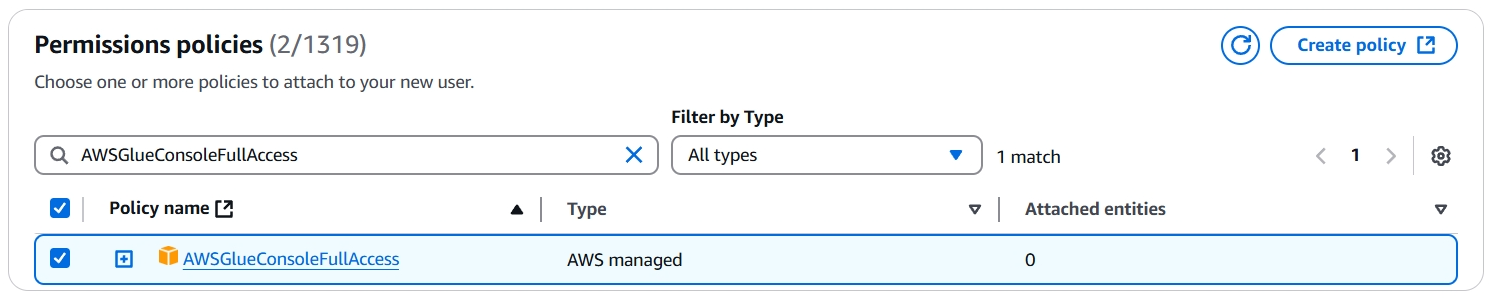 Permissions policies (2/1319)
Create policy
Choose one or more policies to attach to your new user.
Filter by Type
AWSGlueConsoleFullAccess
All types
1 match
1
Policy name
Type
Attached entities
AWSGlueConsoleFullAccess
AWS managed
0